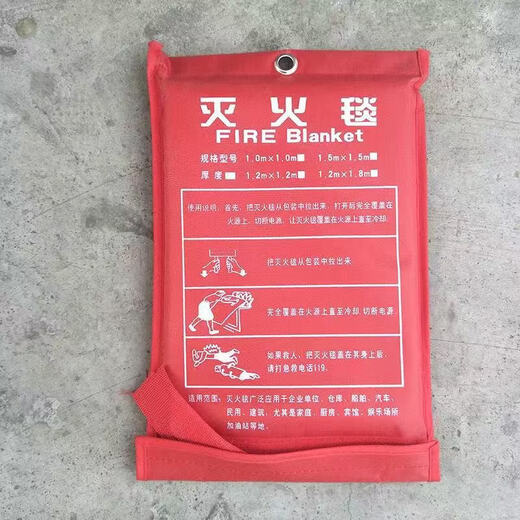 灭火毯
FIRE Blanket
规格型号 1.0m×1.0m 1.5m×1.5m
厚度 1.2m×1.2m 1.2m×1.8m
使用说明：首先，把灭火毯从包装中拉出来，打开后完全覆盖在
火源上，切断电源，让灭火毯覆盖在火源上直至冷却.
把灭火毯从包装中拉出来
完全覆盖在火源上直至冷却.切断电源
如果救人、把灭火毯盖在其身上后、
请打急救电话119、
适用范围：灭火毯广泛应用于企业单位、仓库、船舶、汽车、
民用、建筑、尤其是家庭、厨房、宾馆、娱乐场所
加油站等地、